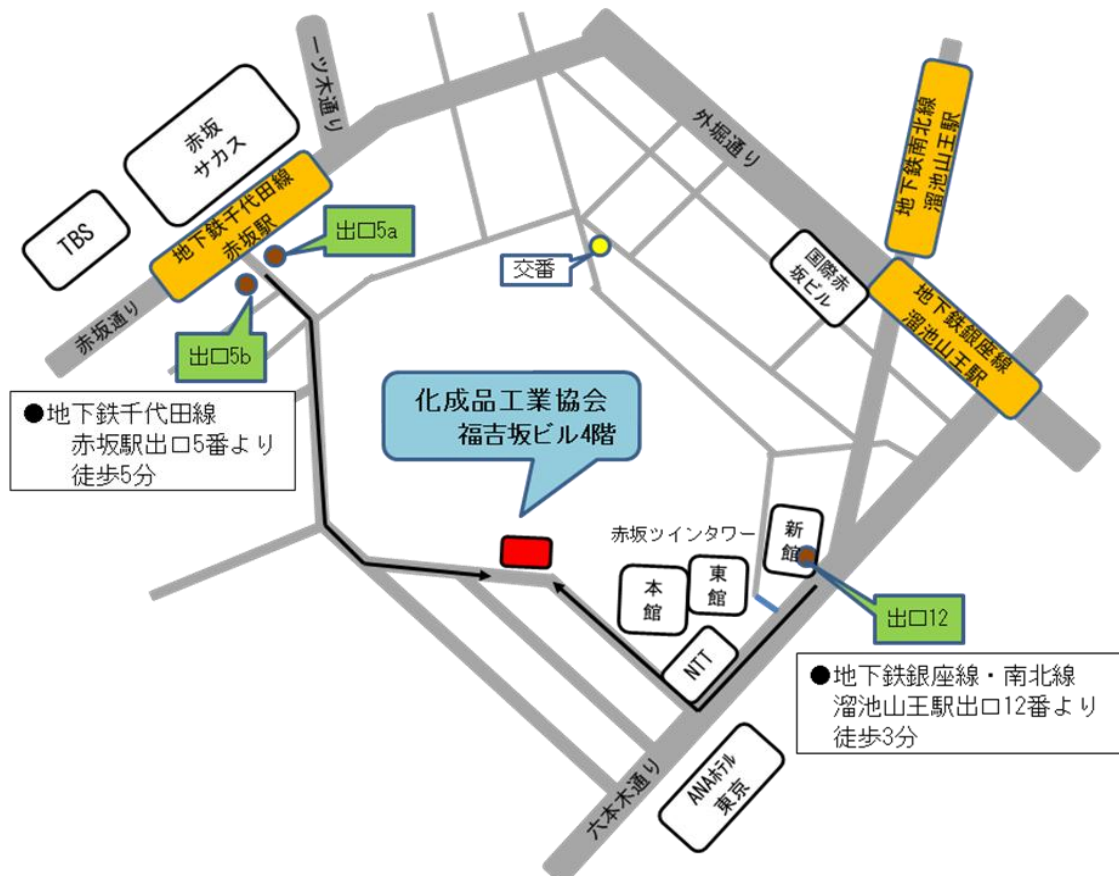 一ツ木通り
赤坂
サカス
TBS
地下鉄千代田線
赤坂駅
出口5a
出口5b
赤坂通り
交番
外堀通り
地下鉄南北線
溜池山王駅
国際赤
坂ビル
地下鉄銀座線
溜池山王駅
●地下鉄千代田線
赤坂駅出口5番より
徒歩5分
化成品工業協会
福吉坂ビル4階
赤坂ツインタワー
新
館
東
館
本
館
NTT
出口12
●地下鉄銀座線・南北線
溜池山王駅出口12番より
徒歩3分
六本木通り
ANAホテル
東京